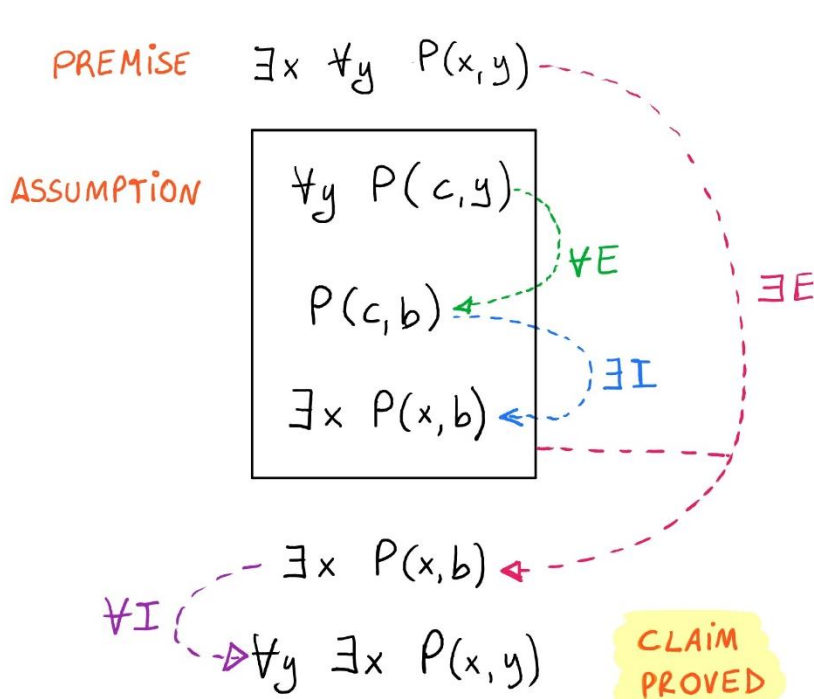 PREMISE ∃x ∀y P(x,y)
ASSUMPTION ∀y P(c,y)
∀E
∃E
P(c,b)
∃I
∃x P(x,b)
∃x P(x,b)
∀I
∀y ∃x P(x,y)
CLAIM
PROVED